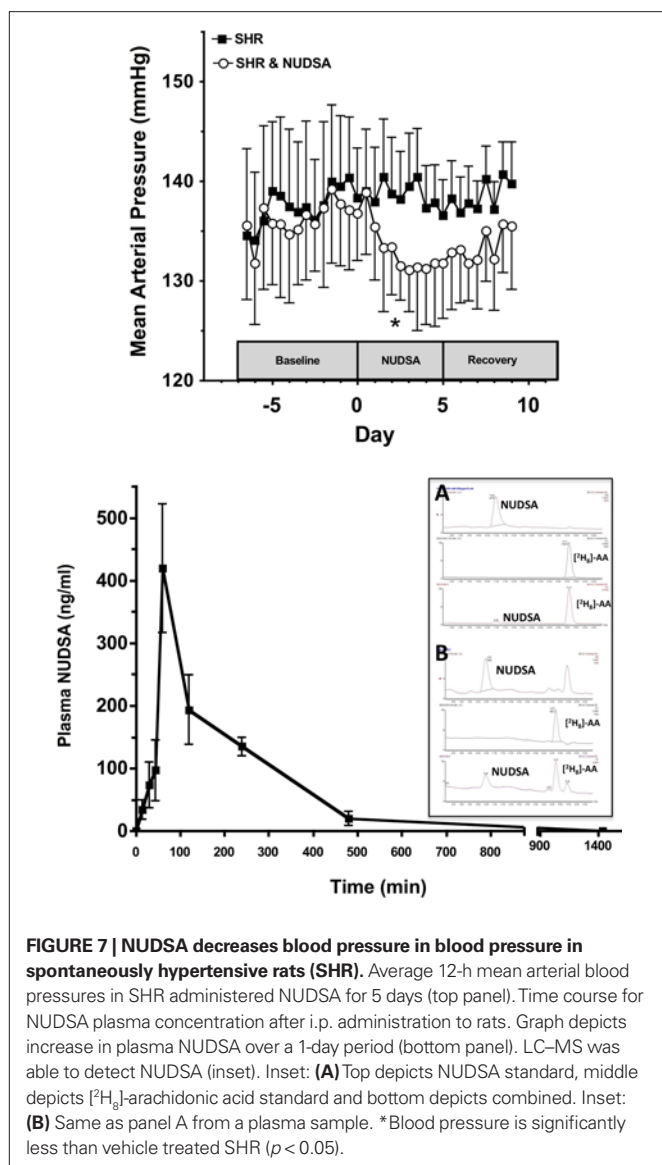 SHR
SHR & NUDSA
Mean Arterial Pressure (mmHg)
150
140
130
120
*
Baseline
NUDSA
Recovery
-5
0
5
10
Day
Plasma NUDSA (ng/ml)
500
400
300
200
100
0
0
100
200
300
400
500
600
700
800
900
1400
Time (min)
A
NUDSA
[²H₈]-AA
[²H₈]-AA
NUDSA
B
NUDSA
[²H₈]-AA
NUDSA
[²H₈]-AA
FIGURE 7 | NUDSA decreases blood pressure in blood pressure in
spontaneously hypertensive rats (SHR). Average 12-h mean arterial blood
pressures in SHR administered NUDSA for 5 days (top panel). Time course for
NUDSA plasma concentration after i.p. administration to rats. Graph depicts
increase in plasma NUDSA over a 1-day period (bottom panel). LC–MS was
able to detect NUDSA (inset). Inset: (A) Top depicts NUDSA standard, middle
depicts [²H₈]-arachidonic acid standard and bottom depicts combined. Inset:
(B) Same as panel A from a plasma sample. *Blood pressure is significantly
less than vehicle treated SHR (p < 0.05).